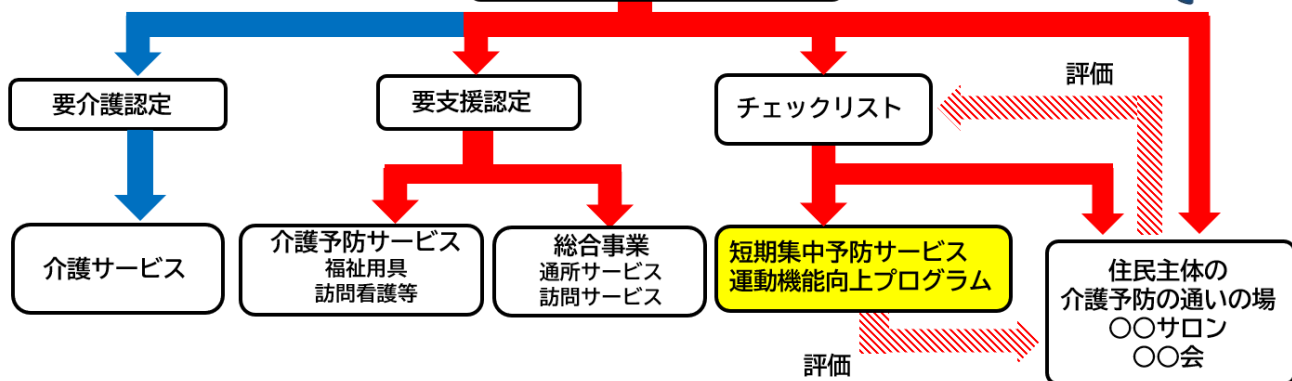 要介護認定
要支援認定
チェックリスト
評価
介護サービス
介護予防サービス
福祉用具
訪問看護等
総合事業
通所サービス
訪問サービス
短期集中予防サービス
運動機能向上プログラム
住民主体の
介護予防の通いの場
〇〇サロン
〇〇会
評価